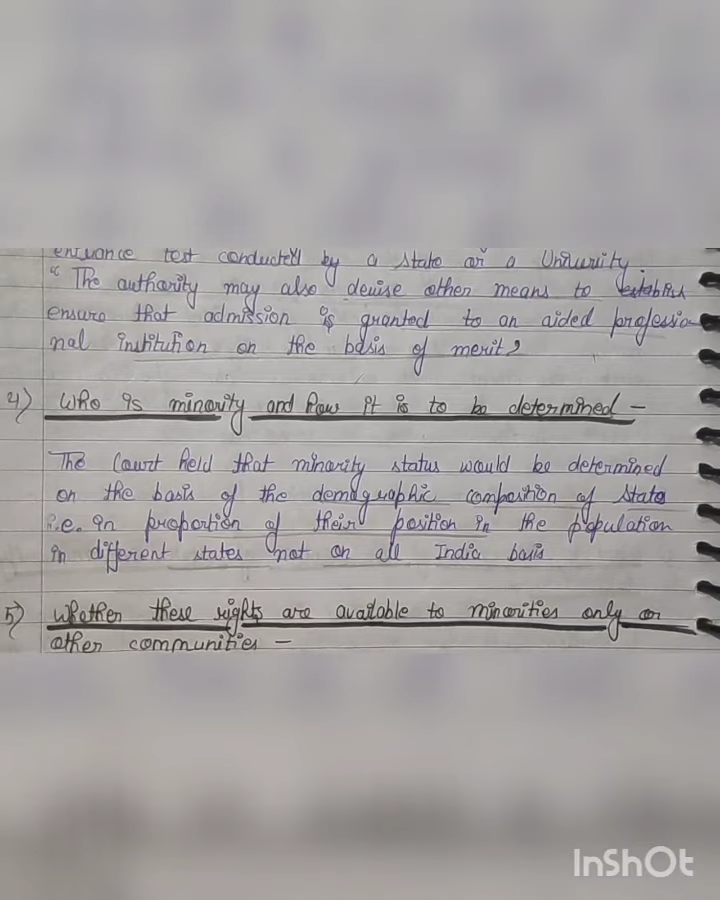 entrance test conducted by a state or a University.
"The authority may also devise other means to establish
ensure that admission is granted to an aided professio
nal institution on the basis of merit?
4) Who is minority and how it is to be determined -
The Court held that minority status would be determined
on the basis of the demographic composition of State
i.e. in proportion of their position in the population
in different states not on all India basis
5) Whether these rights are available to minorities only or
other communities -
InShOt